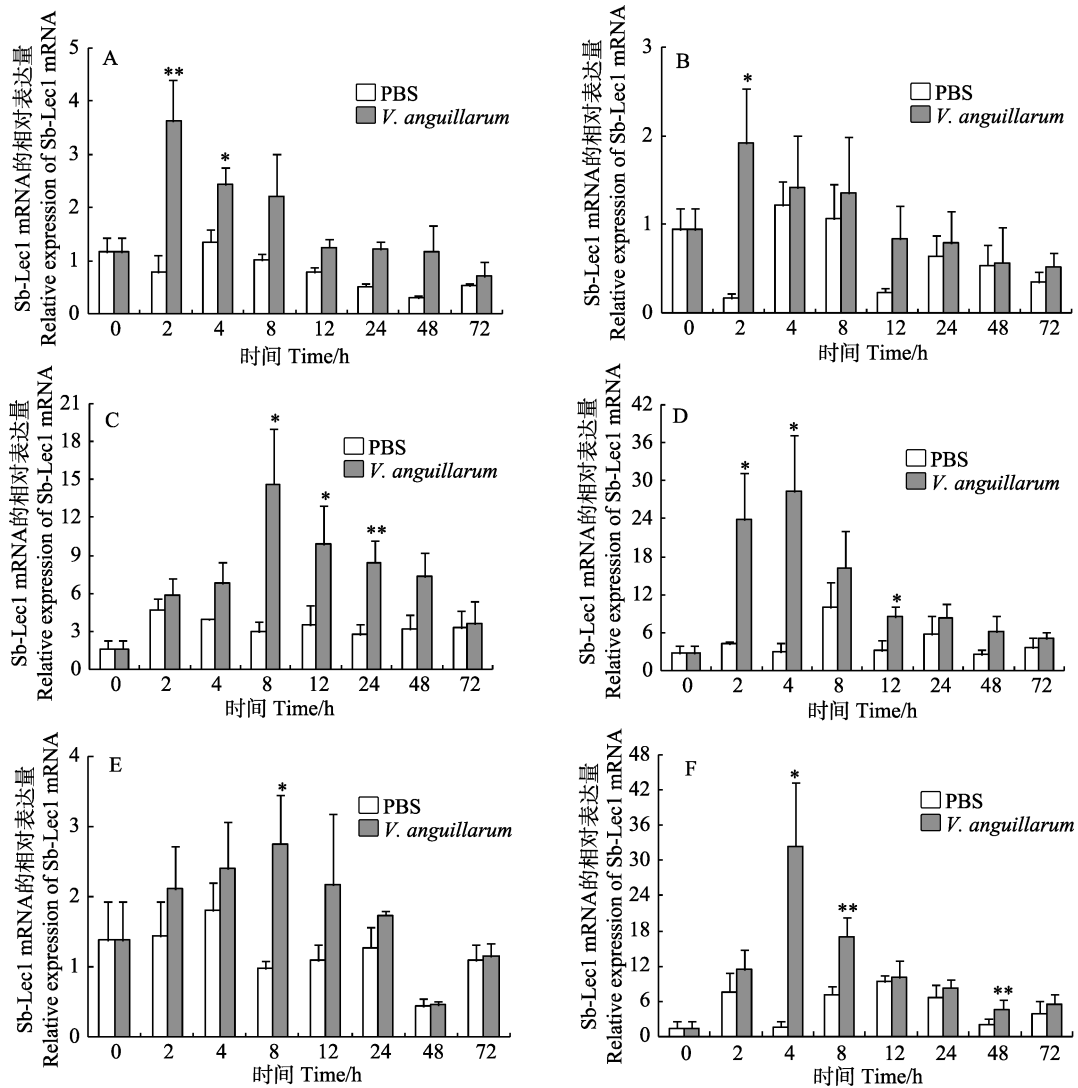 Sb-Lec1 mRNA的相对表达量
Relative expression of Sb-Lec1 mRNA
A
5
4
3
2
1
0
**
*
PBS
V. anguillarum
0 2 4 8 12 24 48 72
时间 Time/h
Sb-Lec1 mRNA的相对表达量
Relative expression of Sb-Lec1 mRNA
B
3
2
1
0
*
PBS
V. anguillarum
0 2 4 8 12 24 48 72
时间 Time/h
Sb-Lec1 mRNA的相对表达量
Relative expression of Sb-Lec1 mRNA
C
21
18
15
12
9
6
3
0
*
*
**
PBS
V. anguillarum
0 2 4 8 12 24 48 72
时间 Time/h
Sb-Lec1 mRNA的相对表达量
Relative expression of Sb-Lec1 mRNA
D
42
36
30
24
18
12
6
0
*
*
*
PBS
V. anguillarum
0 2 4 8 12 24 48 72
时间 Time/h
Sb-Lec1 mRNA的相对表达量
Relative expression of Sb-Lec1 mRNA
E
4
3
2
1
0
*
PBS
V. anguillarum
0 2 4 8 12 24 48 72
时间 Time/h
Sb-Lec1 mRNA的相对表达量
Relative expression of Sb-Lec1 mRNA
F
48
42
36
30
24
18
12
6
0
*
**
**
PBS
V. anguillarum
0 2 4 8 12 24 48 72
时间 Time/h